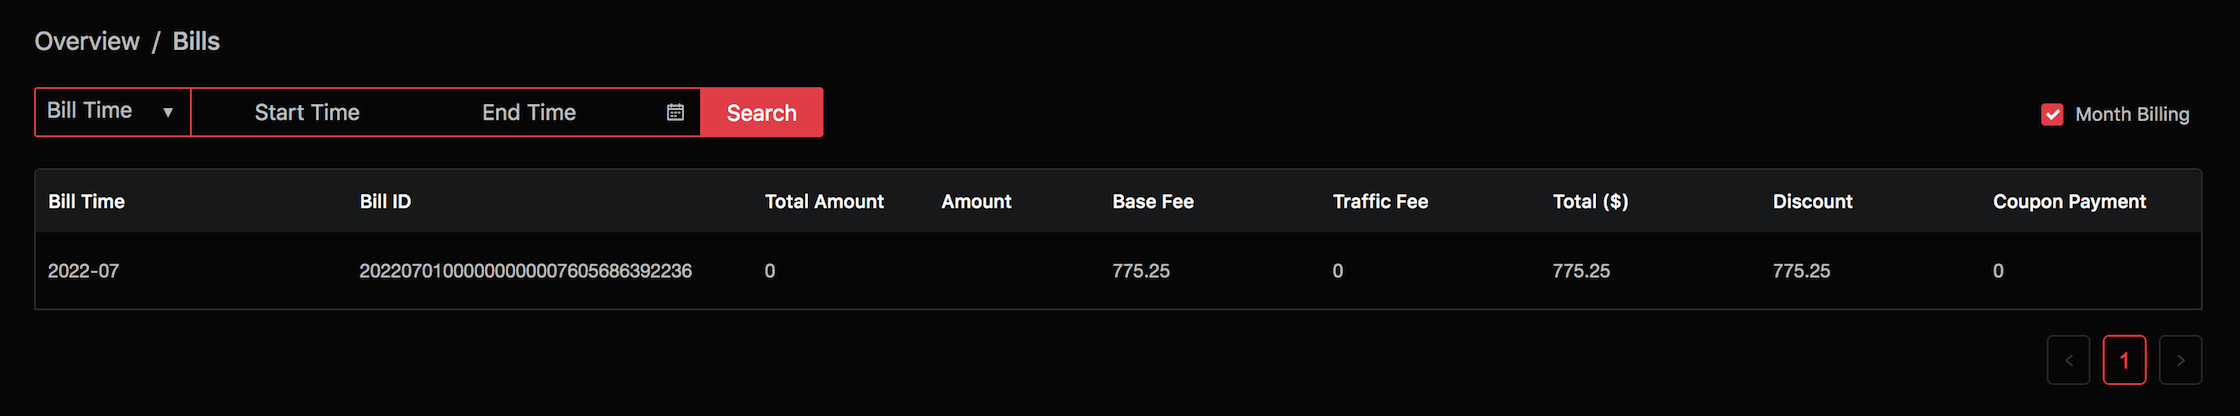 Overview / Bills
Bill Time ▼ Start Time End Time Search Month Billing
Bill Time Bill ID Total Amount Amount Base Fee Traffic Fee Total ($) Discount Coupon Payment
2022-07 20220701000000000007605686392236 0 775.25 0 775.25 775.25 0
< 1 >